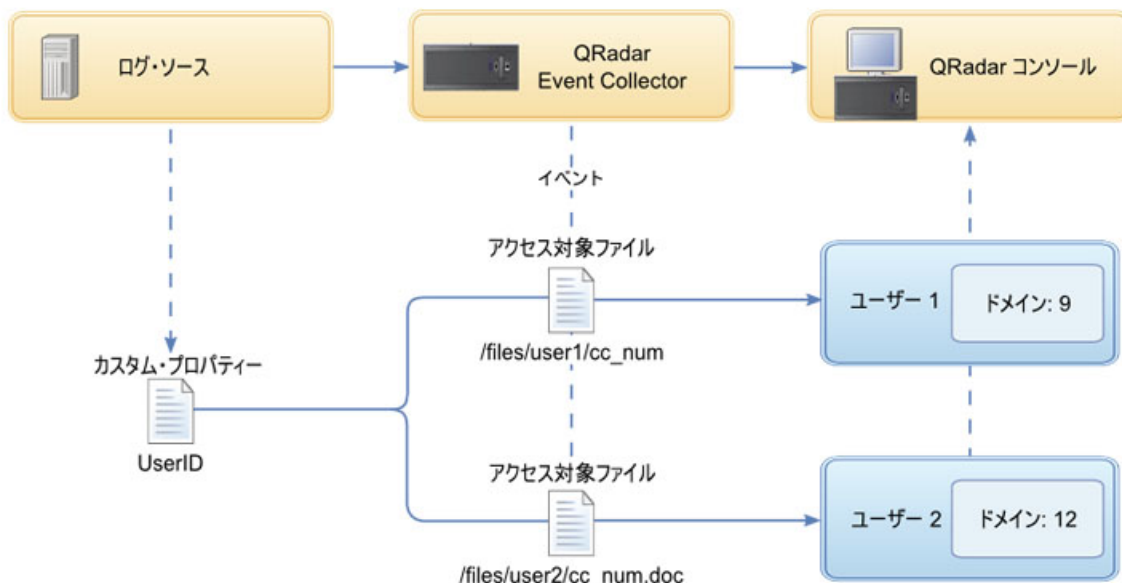 ログ・ソース
QRadar
Event Collector
QRadar コンソール
イベント
アクセス対象ファイル
/files/user1/cc_num
ユーザー 1
ドメイン: 9
カスタム・プロパティー
UserID
アクセス対象ファイル
/files/user2/cc_num.doc
ユーザー 2
ドメイン: 12